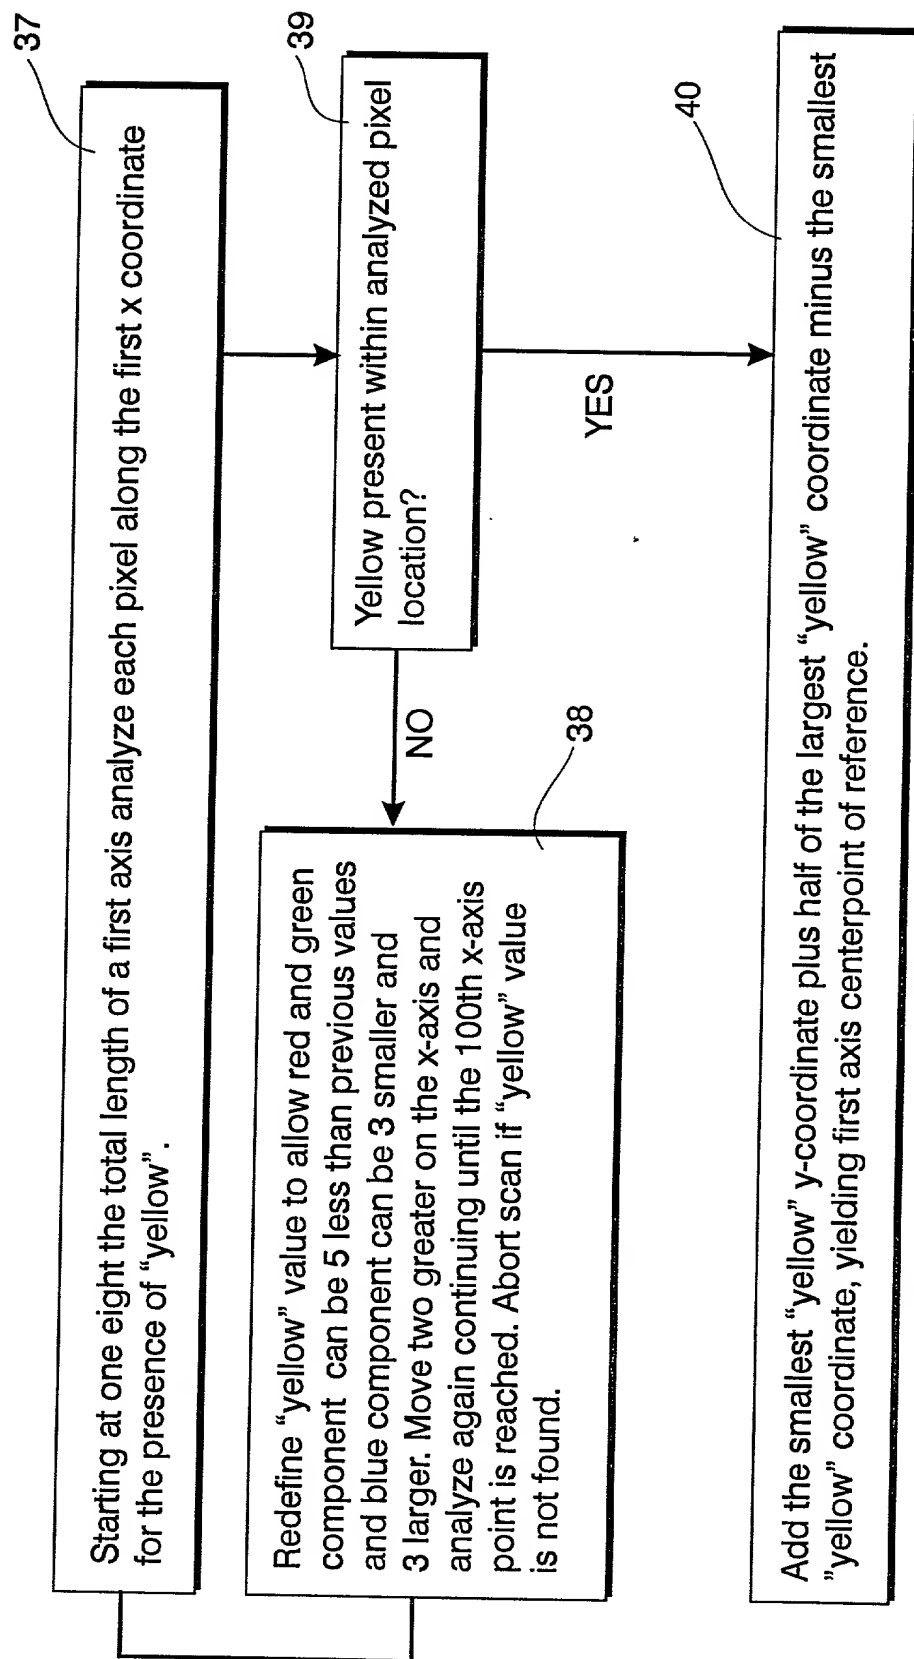 37
Starting at one eight the total length of a first axis analyze each pixel along the first x coordinate
for the presence of “yellow”.
39
Yellow present within analyzed pixel
location?
NO
YES
38
Redefine “yellow” value to allow red and green
component can be 5 less than previous values
and blue component can be 3 smaller and
3 larger. Move two greater on the x-axis and
analyze again continuing until the 100th x-axis
point is reached. Abort scan if “yellow” value
is not found.
40
Add the smallest “yellow” y-coordinate plus half of the largest “yellow” coordinate minus the smallest
”yellow” coordinate, yielding first axis centerpoint of reference.